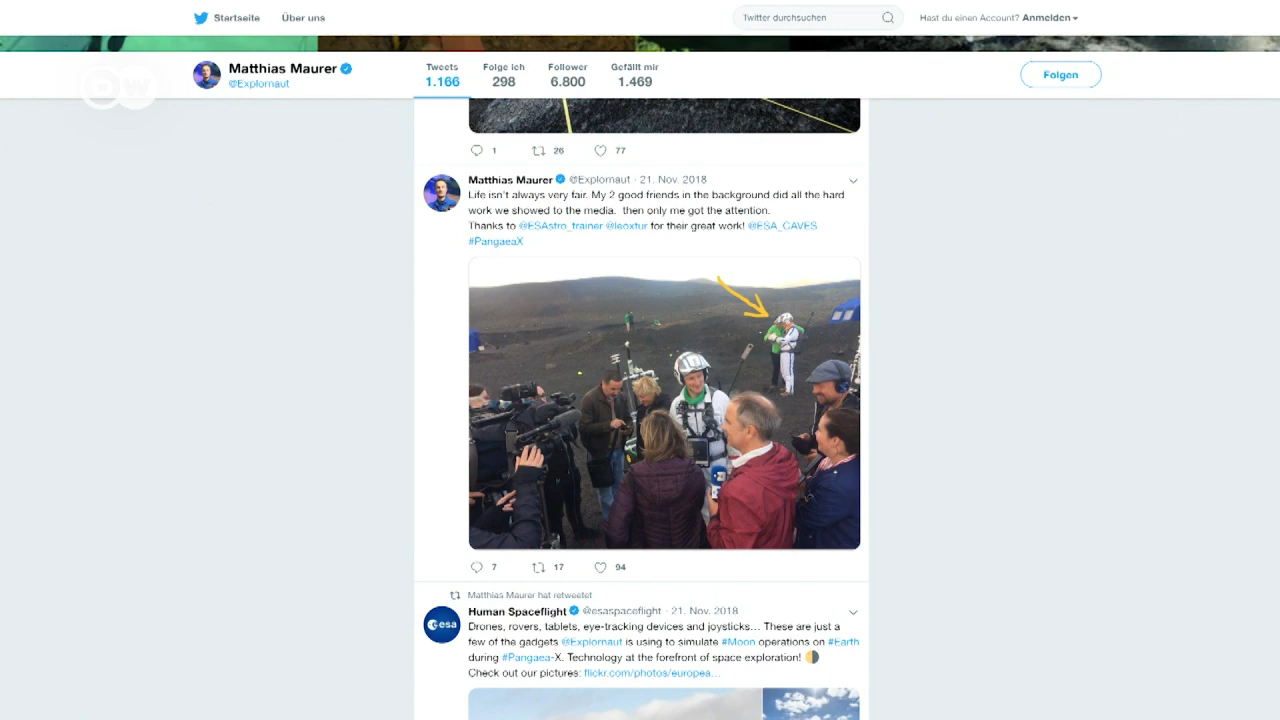 Startseite
Über uns
Twitter durchsuchen
Hast du einen Account? Anmelden
DW
Matthias Maurer
@Explornaut
Tweets
1.166
Folge ich
298
Follower
6.800
Gefällt mir
1.469
Folgen
1 26 77
Matthias Maurer @Explornaut · 21. Nov. 2018
Life isn't always very fair. My 2 good friends in the background did all the hard
work we showed to the media. then only me got the attention.
Thanks to @ESAstro_trainer @leoxtur for their great work! @ESA_CAVES
#PangaeaX
7 17 94
Matthias Maurer hat retweetet
esa
Human Spaceflight @esaspaceflight · 21. Nov. 2018
Drones, rovers, tablets, eye-tracking devices and joysticks... These are just a
few of the gadgets @Explornaut is using to simulate #Moon operations on #Earth
during #Pangaea-X. Technology at the forefront of space exploration!
Check out our pictures: flickr.com/photos/europea...